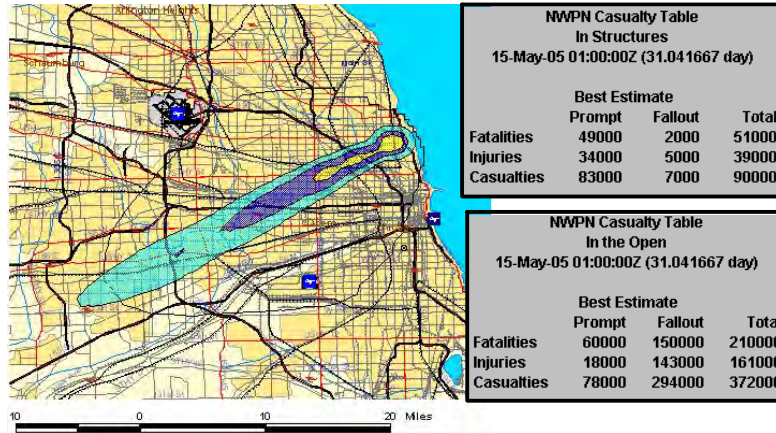 Arlington Heights
Schaumburg
NWPN Casualty Table
In Structures
15-May-05 01:00:00Z (31.041667 day)
Best Estimate
Prompt Fallout Total
Fatalities 49000 2000 51000
Injuries 34000 5000 39000
Casualties 83000 7000 90000
NWPN Casualty Table
In the Open
15-May-05 01:00:00Z (31.041667 day)
Best Estimate
Prompt Fallout Total
Fatalities 60000 150000 210000
Injuries 18000 143000 161000
Casualties 78000 294000 372000
10 0 10 20 Miles